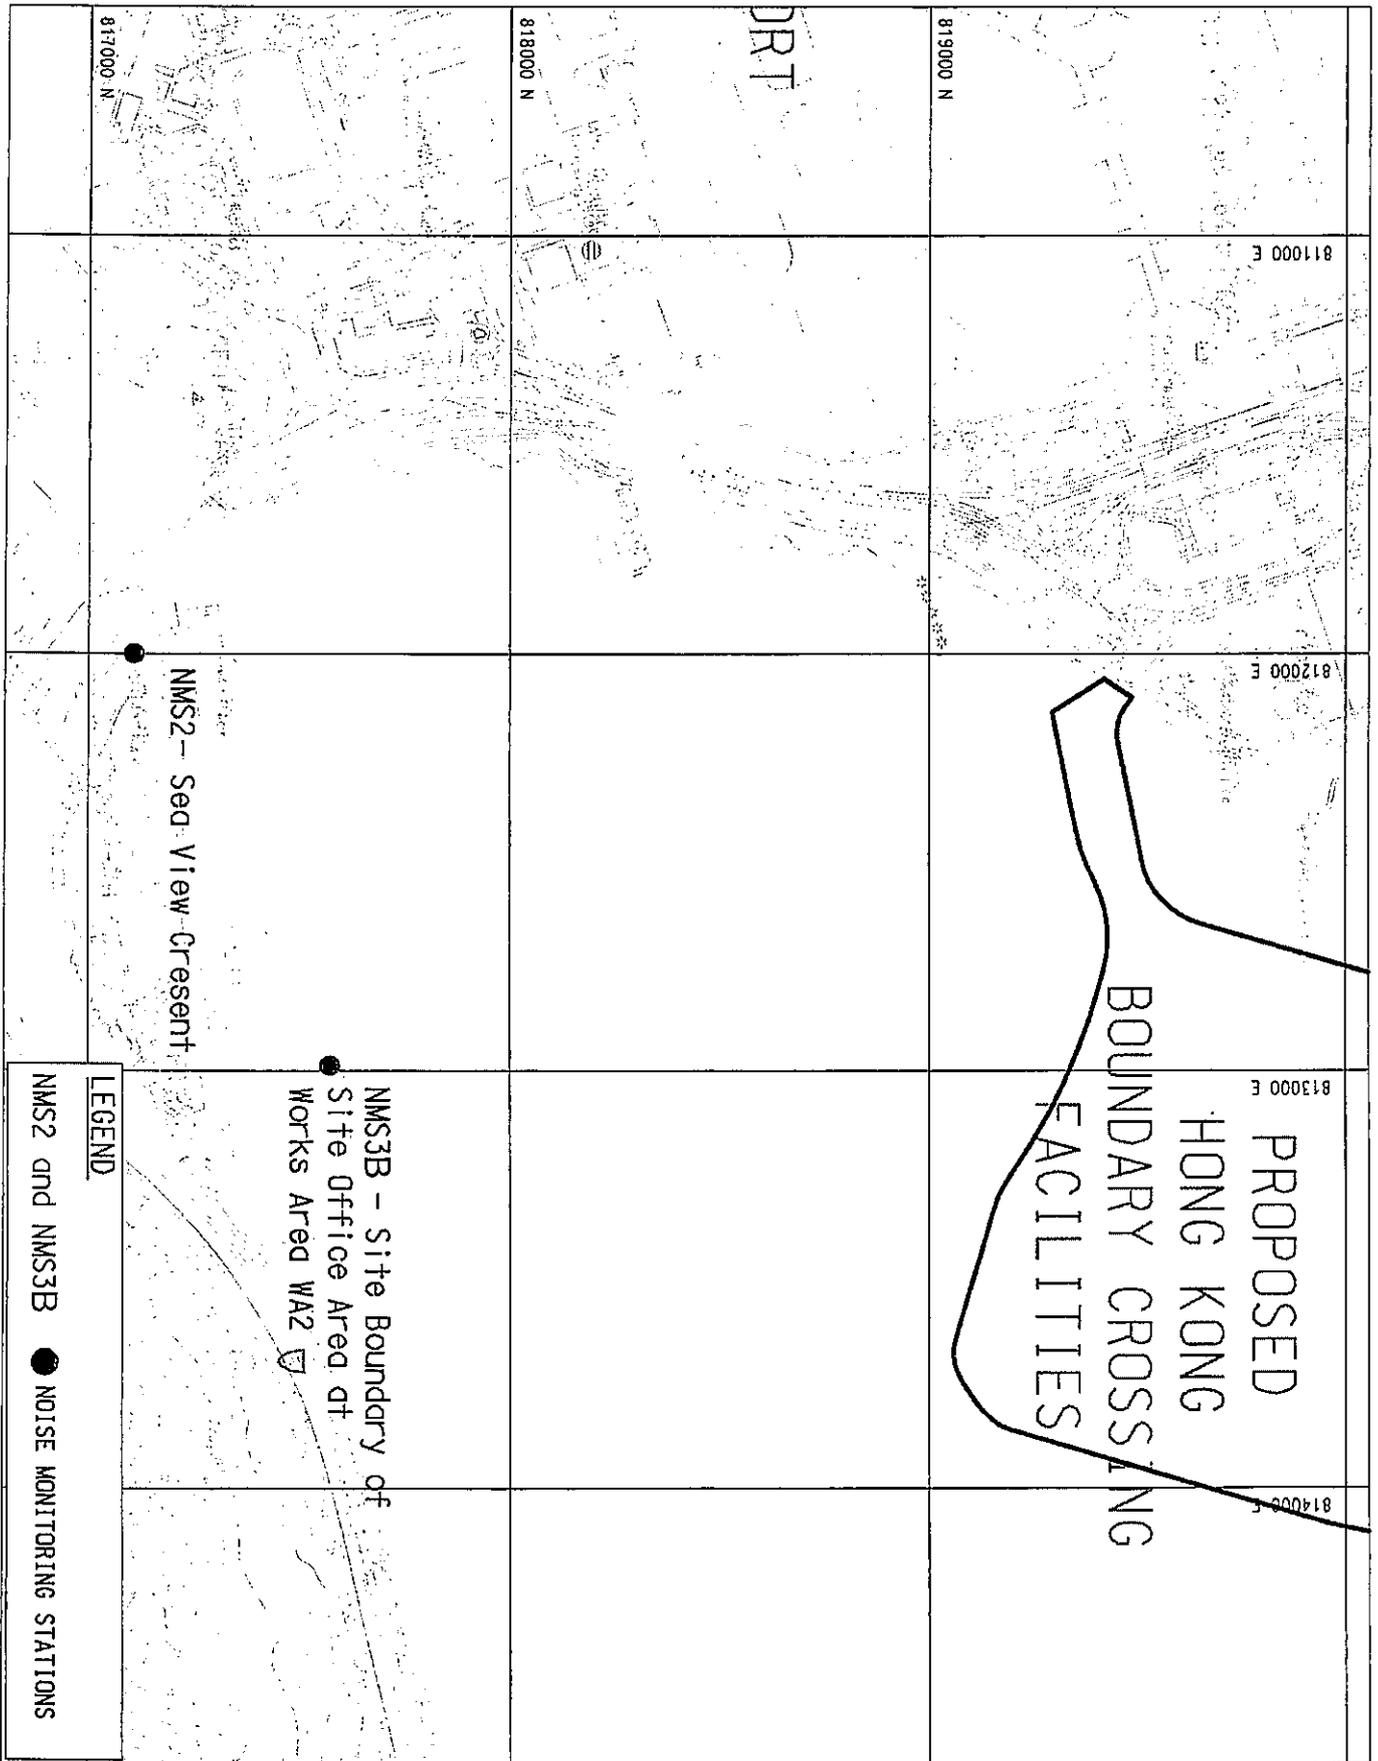 811000 E
812000 E
813000 E
814000 E
819000 N
818000 N
817000 N
PROPOSED
HONG KONG
BOUNDARY CROSSING
FACILITIES
ORT
NMS3B - Site Boundary of
Site Office Area at
Works Area WA2
NMS2- Sea View Cresent
LEGEND
NMS2 and NMS3B NOISE MONITORING STATIONS